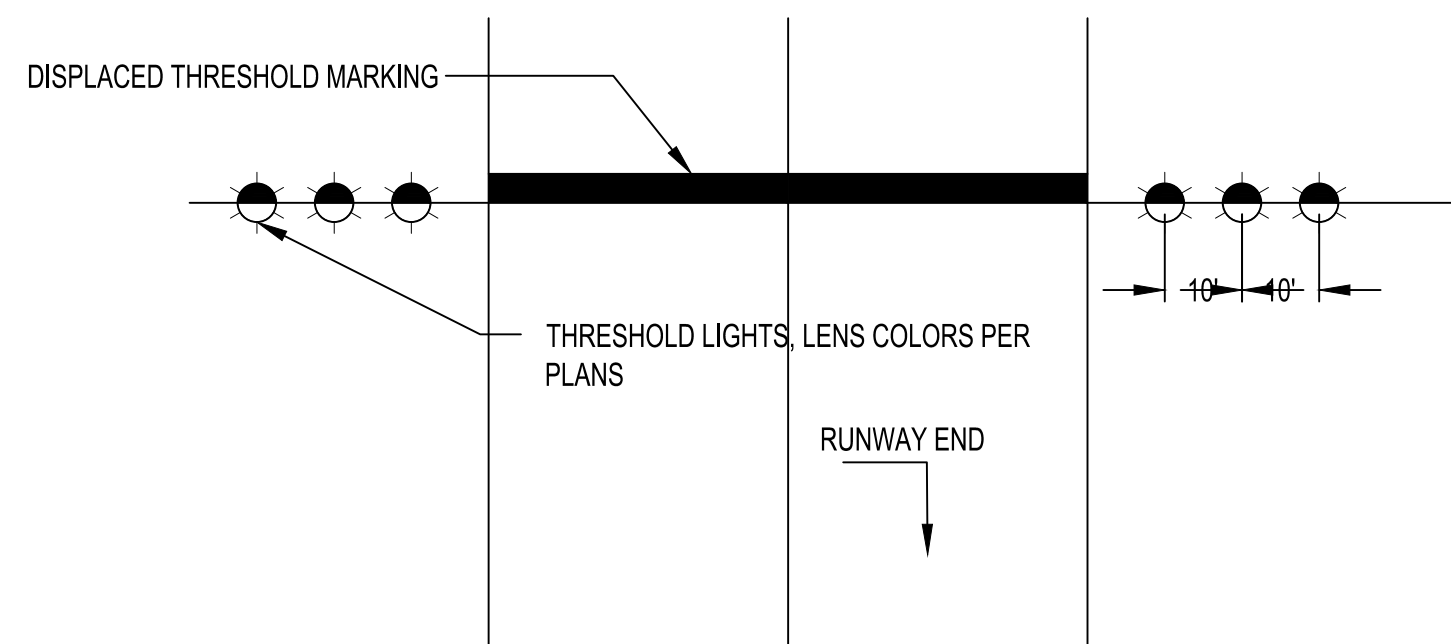 DISPLACED THRESHOLD MARKING
10' 10'
THRESHOLD LIGHTS, LENS COLORS PER
PLANS
RUNWAY END